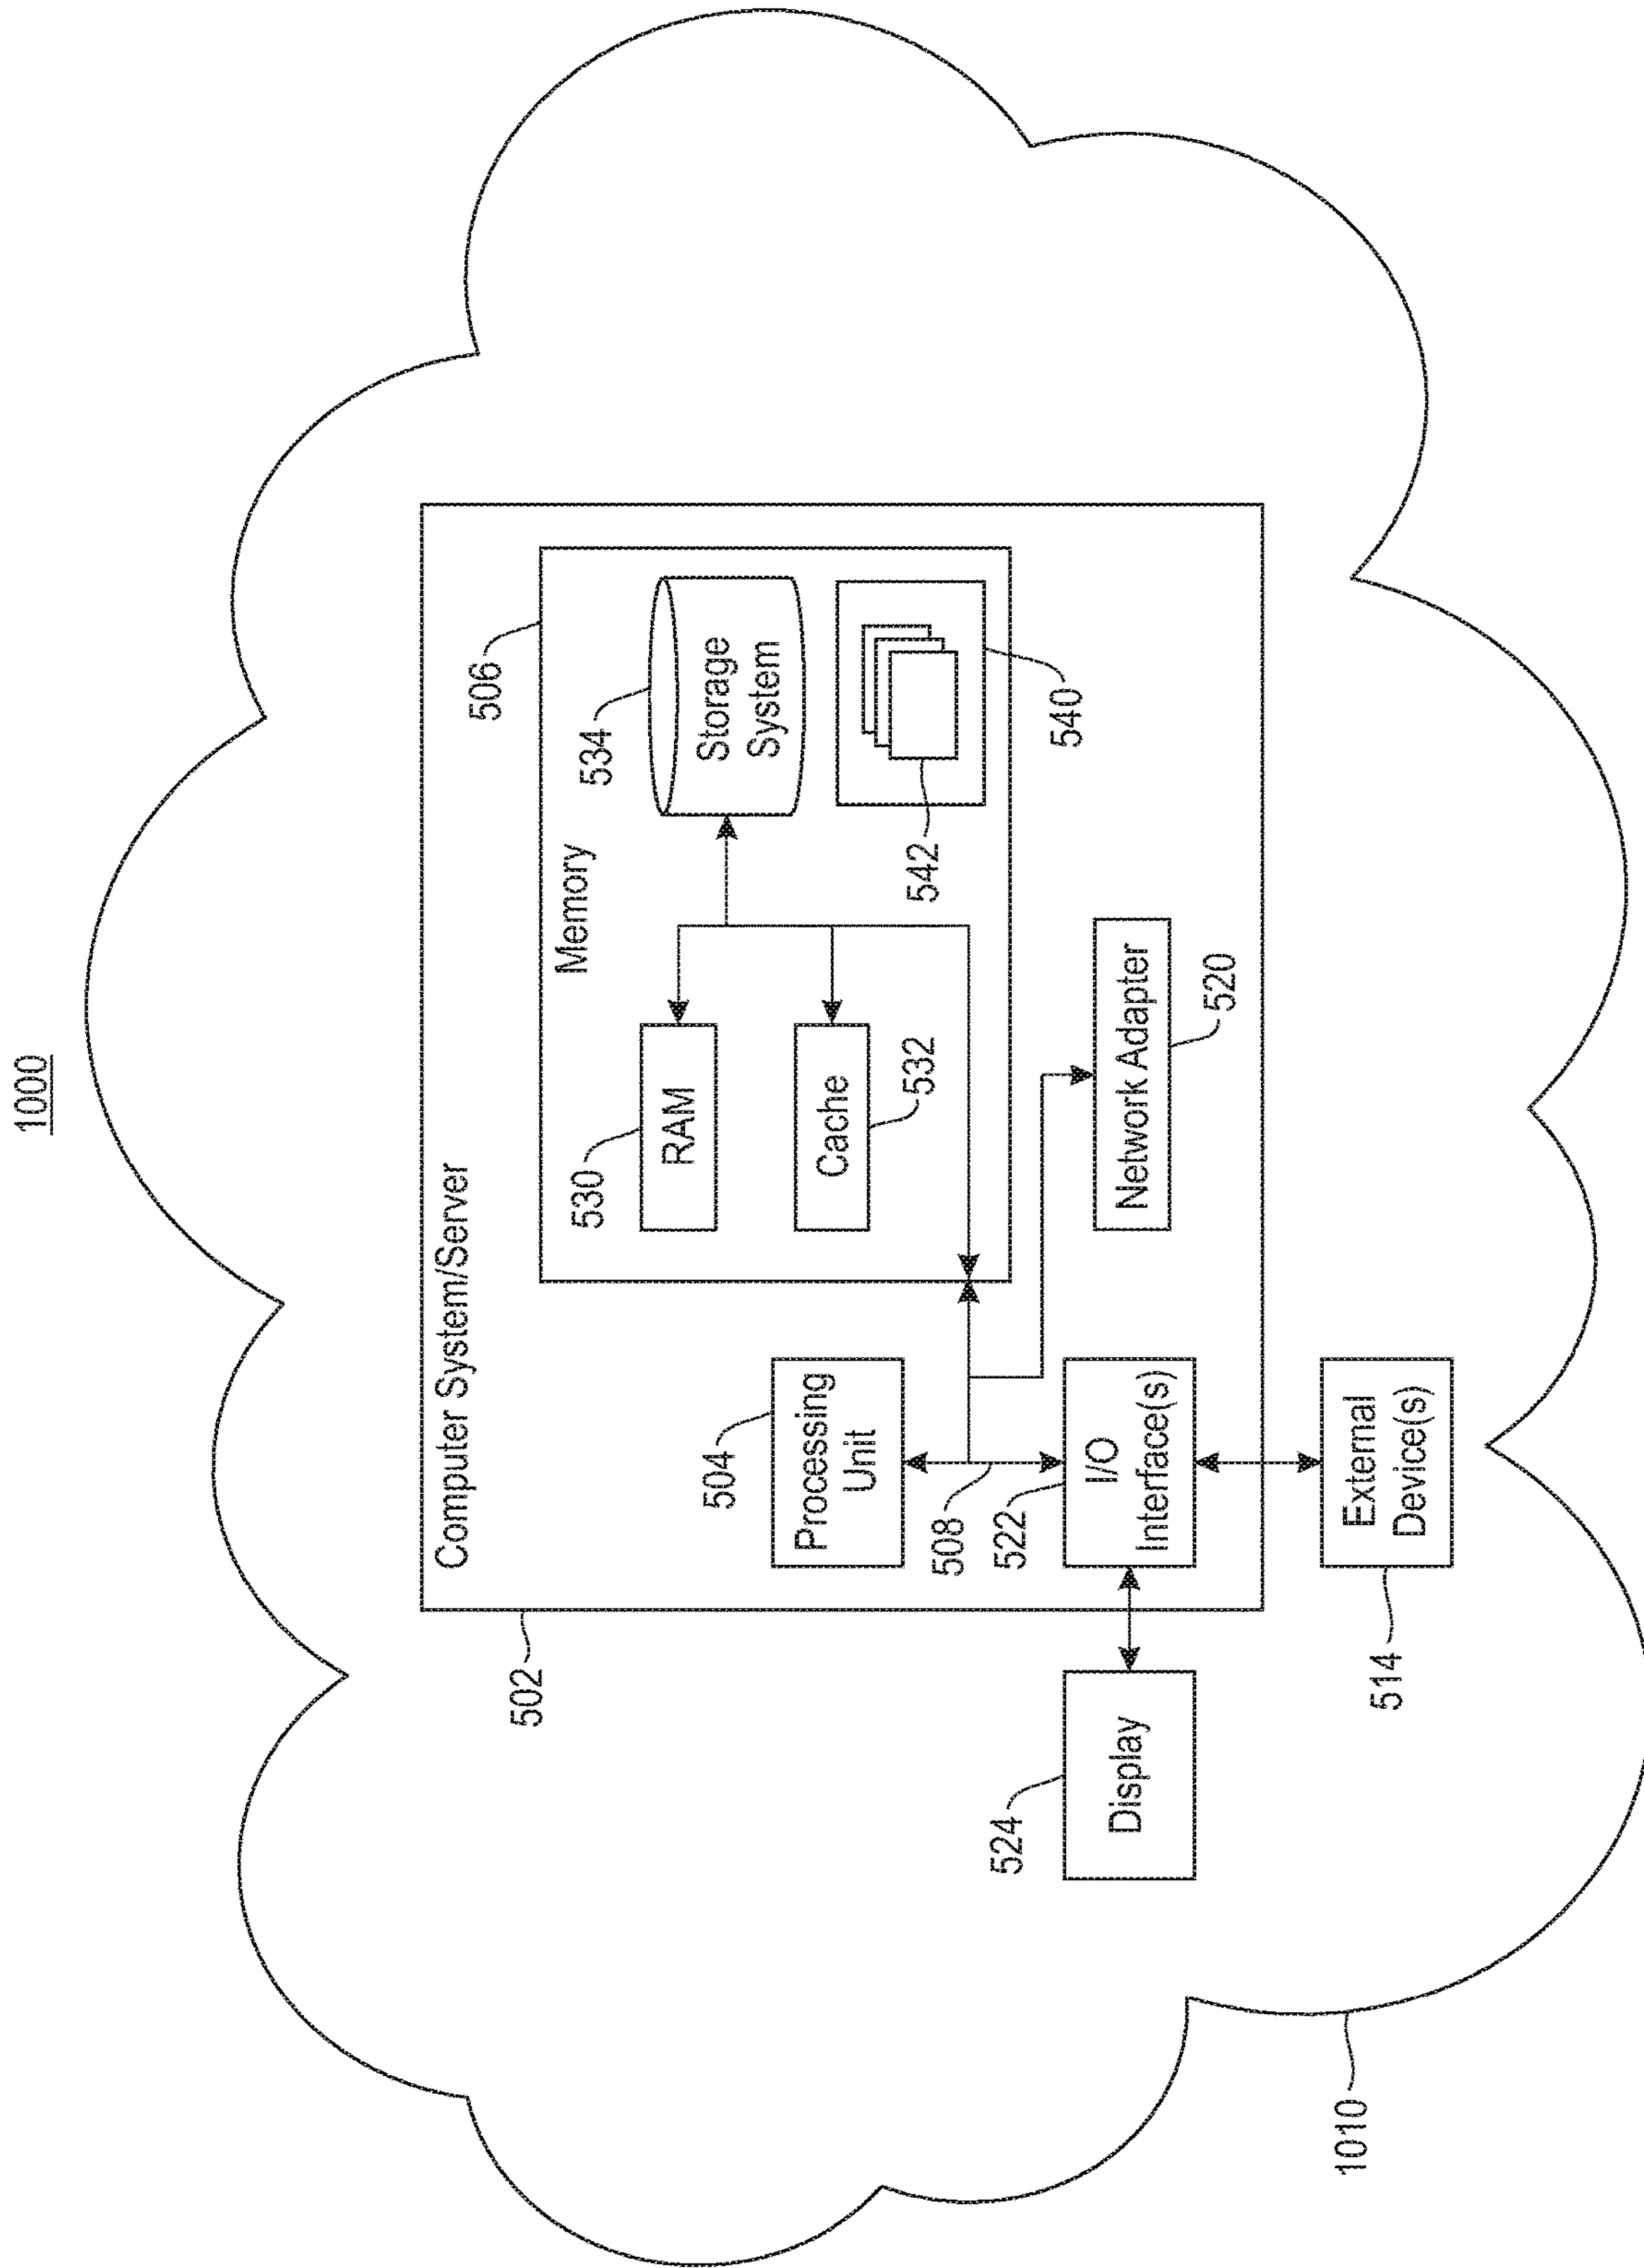 1000
Computer System/Server
502
506
Memory
530
RAM
534
Storage
System
504
Processing
Unit
Cache
532
542
540
508
522
I/O
Interface(s)
Network Adapter
520
524
Display
External
Device(s)
514
1010